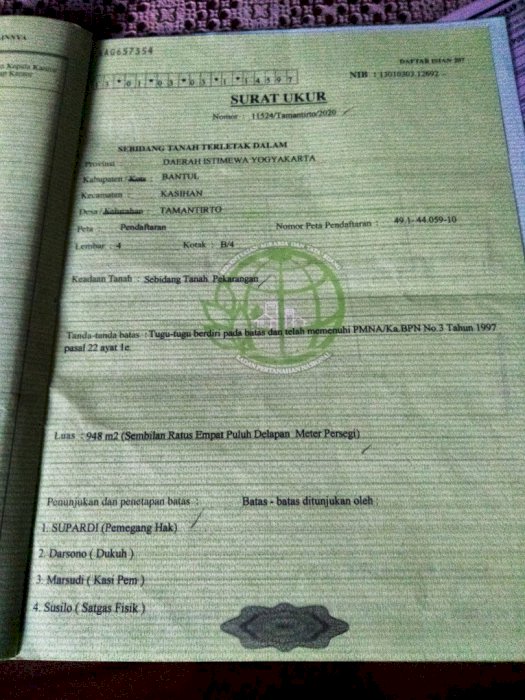 AG657354
DAFTAR ISIAN 207
NIB : 13010303.12692
SURAT UKUR
Nomor : 11524/Tamantirto/2020
SEBIDANG TANAH TERLETAK DALAM
Provinsi : DAERAH ISTIMEWA YOGYAKARTA
Kabupaten / Kota : BANTUL
Kecamatan : KASIHAN
Desa / Kelurahan : TAMANTIRTO
Peta : Pendaftaran Nomor Peta Pendaftaran : 49.1-44.059-10
Lembar : 4 Kotak : B/4
Keadaan Tanah : Sebidang Tanah Pekarangan
Tanda-tanda batas : Tugu-tugu berdiri pada batas dan telah memenuhi PMNA/Ka.BPN No.3 Tahun 1997
pasal 22 ayat 1e.
Luas : 948 m2 (Sembilan Ratus Empat Puluh Delapan Meter Persegi)
Penunjukan dan penetapan batas : Batas - batas ditunjukan oleh :
1. SUPARDI (Pemegang Hak)
2. Darsono ( Dukuh )
3. Marsudi ( Kasi Pem )
4. Susilo ( Satgas Fisik )